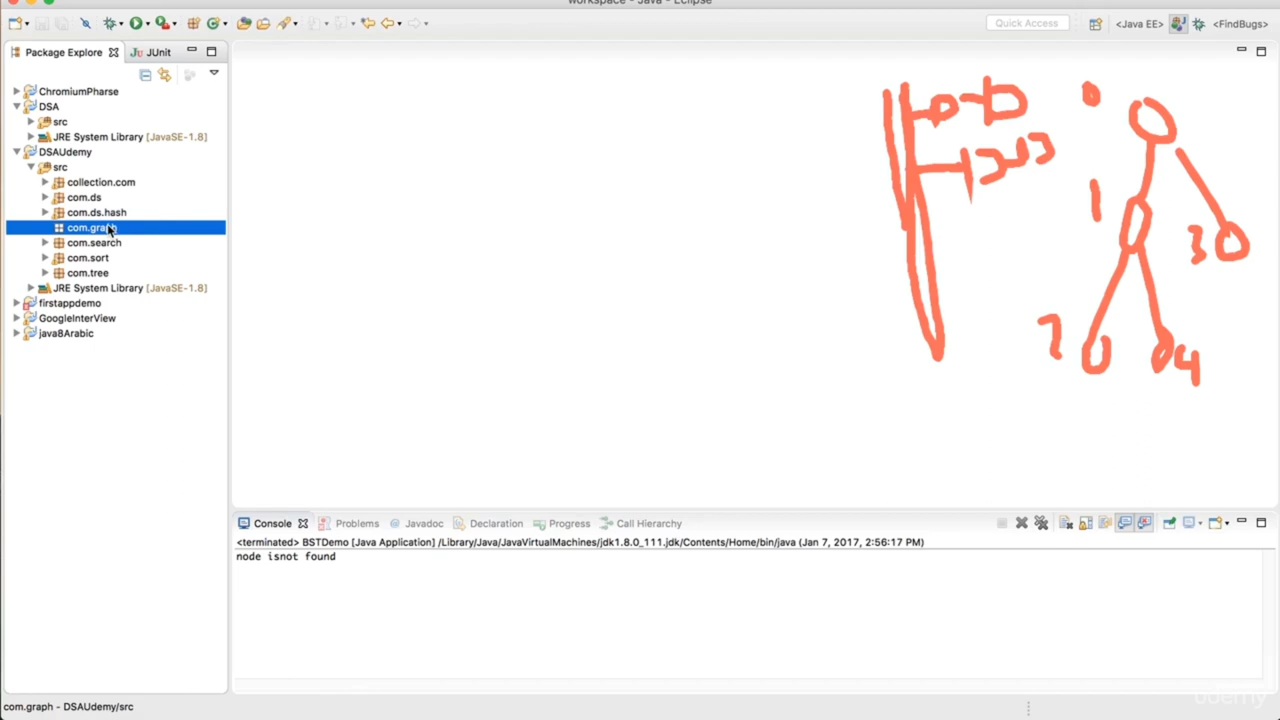 workspace - Java - Eclipse
Quick Access
<Java EE>
<FindBugs>
Package Explorer
JUnit
ChromiumPharse
DSA
src
JRE System Library [JavaSE-1.8]
DSAUdemy
src
collection.com
com.ds
com.ds.hash
com.graph
com.search
com.sort
com.tree
JRE System Library [JavaSE-1.8]
firstappdemo
GoogleInterView
java8Arabic
0
1
3
2
4
Console
Problems
@ Javadoc
Declaration
Progress
Call Hierarchy
<terminated> BSTDemo [Java Application] /Library/Java/JavaVirtualMachines/jdk1.8.0_111.jdk/Contents/Home/bin/java (Jan 7, 2017, 2:56:17 PM)
node isnot found
com.graph - DSAUdemy/src
udemy